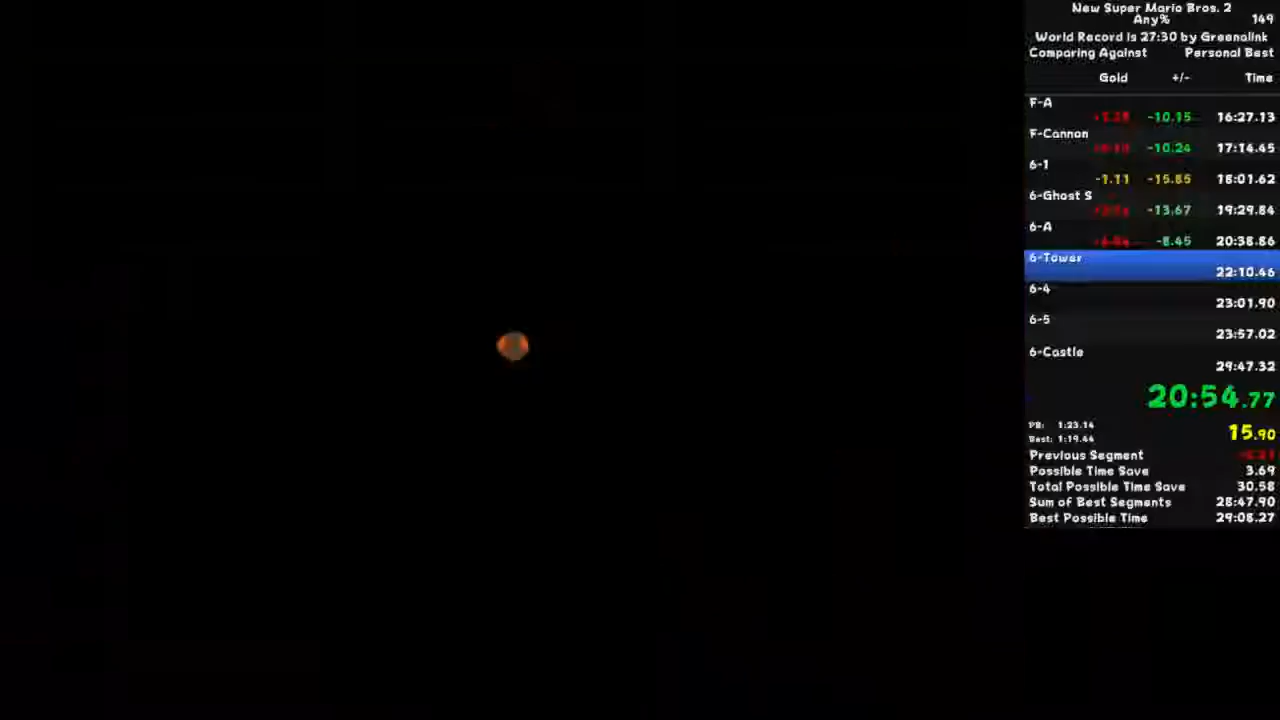 New Super Mario Bros. 2
Any% 149
World Record is 27:30 by Greenalink
Comparing Against Personal Best
Gold +/- Time
F-A
-10.15 16:27.13
F-Cannon
-10.24 17:14.45
6-1
-1.11 -15.85 18:01.62
6-Ghost S
-13.67 19:29.84
6-A
-8.45 20:38.86
6-Tower
22:10.46
6-4
23:01.90
6-5
23:57.02
6-Castle
29:47.32
20:54.77
PB: 1:23.14
15.90
Best: 1:19.44
Previous Segment
Possible Time Save 3.69
Total Possible Time Save 30.58
Sum of Best Segments 28:47.90
Best Possible Time 29:08.27